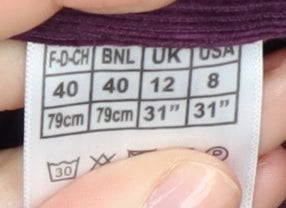 F-D-CH BNL UK USA
40 40 12 8
79cm 79cm 31” 31”
30
P